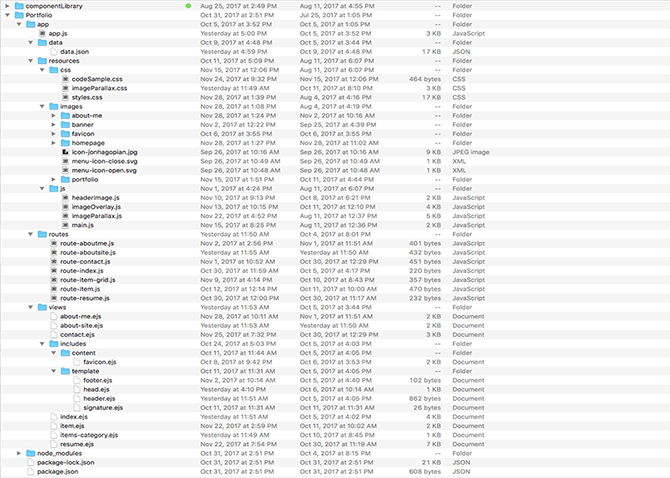 componentLibrary Aug 25, 2017 at 2:49 PM Aug 11, 2017 at 4:55 PM -- Folder
Portfolio Oct 31, 2017 at 2:51 PM Jul 25, 2017 at 1:05 PM -- Folder
app Oct 5, 2017 at 3:52 PM Oct 5, 2017 at 1:51 PM -- Folder
app.js Yesterday at 5:00 PM Oct 5, 2017 at 3:52 PM 3 KB JavaScript
data Oct 9, 2017 at 4:48 PM Oct 5, 2017 at 3:44 PM -- Folder
data.json Yesterday at 4:59 PM Oct 9, 2017 at 4:48 PM 17 KB JSON
resources Oct 11, 2017 at 5:09 PM Aug 11, 2017 at 6:07 PM -- Folder
css Nov 15, 2017 at 12:06 PM Aug 11, 2017 at 6:07 PM -- Folder
codeSample.css Nov 24, 2017 at 9:32 PM Nov 15, 2017 at 12:06 PM 464 bytes CSS
imageParallax.css Yesterday at 11:49 AM Oct 11, 2017 at 8:10 PM 3 KB CSS
styles.css Nov 28, 2017 at 1:39 PM Aug 4, 2017 at 4:16 PM 17 KB CSS
images Nov 28, 2017 at 1:08 PM Aug 4, 2017 at 4:19 PM -- Folder
about-me Nov 28, 2017 at 1:24 PM Nov 2, 2017 at 10:16 AM -- Folder
banner Nov 2, 2017 at 12:22 PM Sep 25, 2017 at 4:39 PM -- Folder
favicon Oct 6, 2017 at 3:55 PM Oct 6, 2017 at 3:55 PM -- Folder
homepage Nov 28, 2017 at 1:27 PM Nov 28, 2017 at 11:02 AM -- Folder
icon-jonhagopian.jpg Sep 26, 2017 at 10:16 AM Sep 26, 2017 at 10:16 AM 9 KB JPEG image
menu-icon-close.svg Sep 26, 2017 at 10:49 AM Sep 26, 2017 at 10:49 AM 1 KB XML
menu-icon-open.svg Sep 26, 2017 at 10:48 AM Sep 26, 2017 at 10:48 AM 1 KB XML
portfolio Nov 15, 2017 at 1:51 PM Oct 11, 2017 at 4:44 PM -- Folder
js Nov 1, 2017 at 4:24 PM Aug 11, 2017 at 6:07 PM -- Folder
headerimage.js Nov 10, 2017 at 9:13 PM Oct 8, 2017 at 6:21 PM 2 KB JavaScript
imageOverlay.js Nov 13, 2017 at 10:15 PM Oct 11, 2017 at 12:10 PM 4 KB JavaScript
imageParallax.js Nov 22, 2017 at 4:52 PM Aug 11, 2017 at 12:37 PM 5 KB JavaScript
main.js Nov 15, 2017 at 8:25 PM Aug 11, 2017 at 12:36 PM 2 KB JavaScript
routes Nov 30, 2017 at 11:51 AM Oct 4, 2017 at 8:01 PM -- Folder
route-aboutme.js Nov 2, 2017 at 2:56 PM Nov 1, 2017 at 11:51 AM 401 bytes JavaScript
route-aboutsite.js Yesterday at 11:55 AM Yesterday at 11:51 AM 432 bytes JavaScript
route-contact.js Nov 1, 2017 at 10:52 AM Oct 30, 2017 at 12:29 PM 451 bytes JavaScript
route-index.js Oct 30, 2017 at 11:59 AM Oct 5, 2017 at 4:17 PM 220 bytes JavaScript
route-item-grid.js Nov 9, 2017 at 4:14 PM Oct 10, 2017 at 8:43 PM 357 bytes JavaScript
route-item.js Oct 12, 2017 at 12:14 PM Oct 11, 2017 at 10:00 AM 470 bytes JavaScript
route-resume.js Oct 30, 2017 at 12:00 PM Oct 30, 2017 at 11:17 AM 232 bytes JavaScript
views Yesterday at 11:53 AM Oct 5, 2017 at 3:44 PM -- Folder
about-me.ejs Nov 28, 2017 at 10:11 AM Nov 1, 2017 at 11:51 AM 2 KB Document
about-site.ejs Yesterday at 11:53 AM Yesterday at 11:50 AM 2 KB Document
contact.ejs Nov 25, 2017 at 7:32 PM Oct 30, 2017 at 12:29 PM 3 KB Document
includes Oct 24, 2017 at 5:03 PM Oct 5, 2017 at 4:03 PM -- Folder
content Oct 11, 2017 at 11:44 AM Oct 5, 2017 at 4:05 PM -- Folder
favicon.ejs Oct 8, 2017 at 9:42 PM Oct 6, 2017 at 3:53 PM 2 KB Document
template Oct 11, 2017 at 11:31 AM Oct 5, 2017 at 4:05 PM -- Folder
footer.ejs Nov 2, 2017 at 10:14 AM Oct 5, 2017 at 4:40 PM 102 bytes Document
head.ejs Yesterday at 4:10 PM Oct 6, 2017 at 10:14 AM 1 KB Document
header.ejs Yesterday at 11:51 AM Oct 5, 2017 at 4:05 PM 862 bytes Document
signature.ejs Oct 11, 2017 at 11:31 AM Oct 11, 2017 at 11:31 AM 26 bytes Document
index.ejs Yesterday at 11:51 AM Oct 5, 2017 at 4:02 PM 4 KB Document
item.ejs Nov 22, 2017 at 2:59 PM Oct 11, 2017 at 10:02 AM 2 KB Document
items-category.ejs Yesterday at 11:49 AM Oct 10, 2017 at 8:45 PM 1 KB Document
resume.ejs Nov 22, 2017 at 7:54 PM Oct 30, 2017 at 11:19 AM 7 KB Document
node_modules Oct 31, 2017 at 2:51 PM Oct 4, 2017 at 8:15 PM -- Folder
package-lock.json Oct 31, 2017 at 2:51 PM Oct 31, 2017 at 2:51 PM 21 KB JSON
package.json Oct 31, 2017 at 2:51 PM Oct 31, 2017 at 2:51 PM 608 bytes JSON